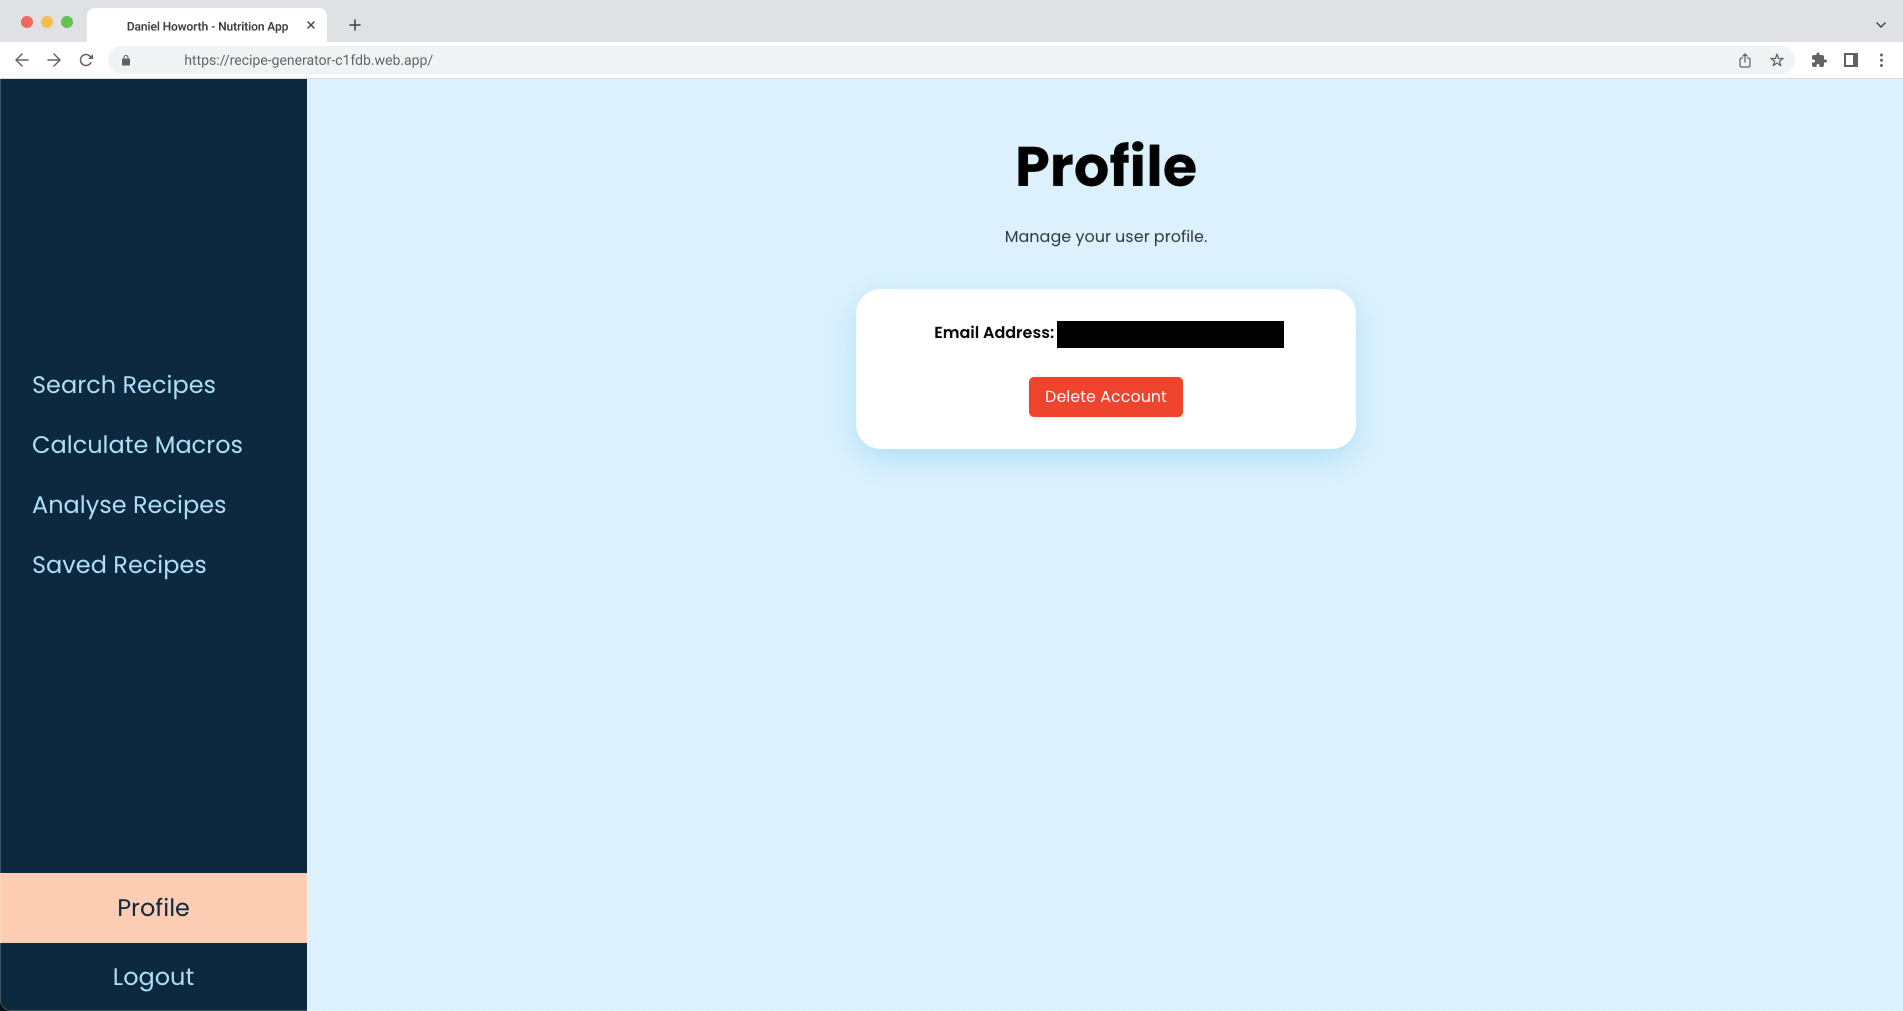 Daniel Howorth - Nutrition App
https://recipe-generator-c1fdb.web.app/
Search Recipes
Calculate Macros
Analyse Recipes
Saved Recipes
Profile
Logout
Profile
Manage your user profile.
Email Address:
Delete Account